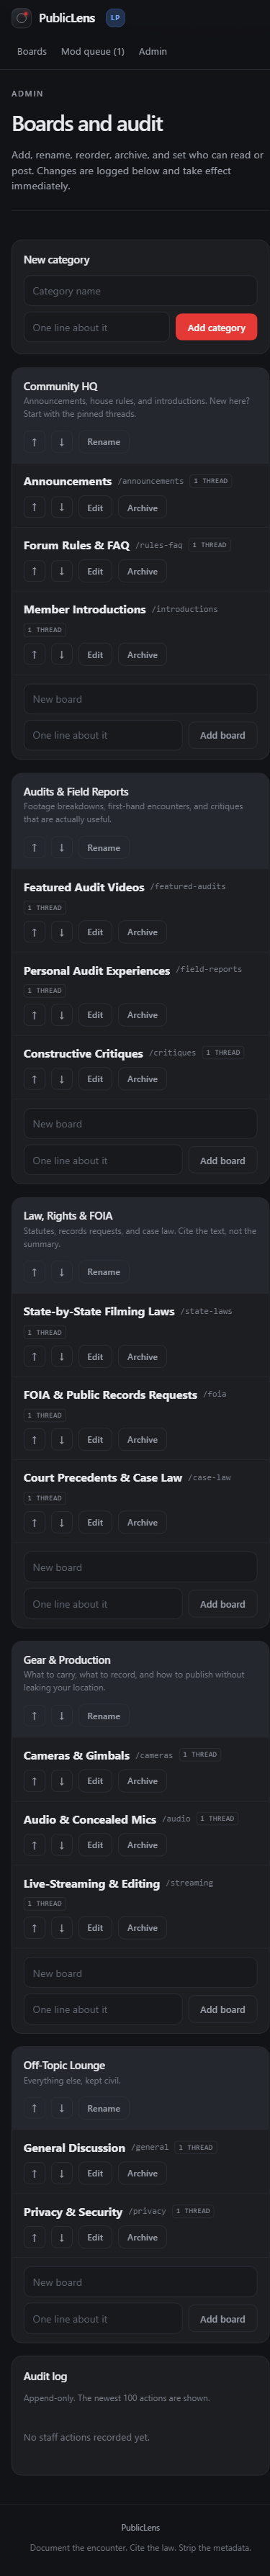 PublicLens LP
Boards Mod queue (1) Admin
ADMIN
Boards and audit
Add, rename, reorder, archive, and set who can read or
post. Changes are logged below and take effect
immediately.
New category
Category name
One line about it Add category
Community HQ
Announcements, house rules, and introductions. New here?
Start with the pinned threads.
↑ ↓ Rename
Announcements /announcements 1 THREAD
↑ ↓ Edit Archive
Forum Rules & FAQ /rules-faq 1 THREAD
↑ ↓ Edit Archive
Member Introductions /introductions
1 THREAD
↑ ↓ Edit Archive
New board
One line about it Add board
Audits & Field Reports
Footage breakdowns, first-hand encounters, and critiques
that are actually useful.
↑ ↓ Rename
Featured Audit Videos /featured-audits
1 THREAD
↑ ↓ Edit Archive
Personal Audit Experiences /field-reports
1 THREAD
↑ ↓ Edit Archive
Constructive Critiques /critiques 1 THREAD
↑ ↓ Edit Archive
New board
One line about it Add board
Law, Rights & FOIA
Statutes, records requests, and case law. Cite the text, not the
summary.
↑ ↓ Rename
State-by-State Filming Laws /state-laws
1 THREAD
↑ ↓ Edit Archive
FOIA & Public Records Requests /foia
1 THREAD
↑ ↓ Edit Archive
Court Precedents & Case Law /case-law
1 THREAD
↑ ↓ Edit Archive
New board
One line about it Add board
Gear & Production
What to carry, what to record, and how to publish without
leaking your location.
↑ ↓ Rename
Cameras & Gimbals /cameras 1 THREAD
↑ ↓ Edit Archive
Audio & Concealed Mics /audio 1 THREAD
↑ ↓ Edit Archive
Live-Streaming & Editing /streaming
1 THREAD
↑ ↓ Edit Archive
New board
One line about it Add board
Off-Topic Lounge
Everything else, kept civil.
↑ ↓ Rename
General Discussion /general 1 THREAD
↑ ↓ Edit Archive
Privacy & Security /privacy 1 THREAD
↑ ↓ Edit Archive
New board
One line about it Add board
Audit log
Append-only. The newest 100 actions are shown.
No staff actions recorded yet.
PublicLens
Document the encounter. Cite the law. Strip the metadata.